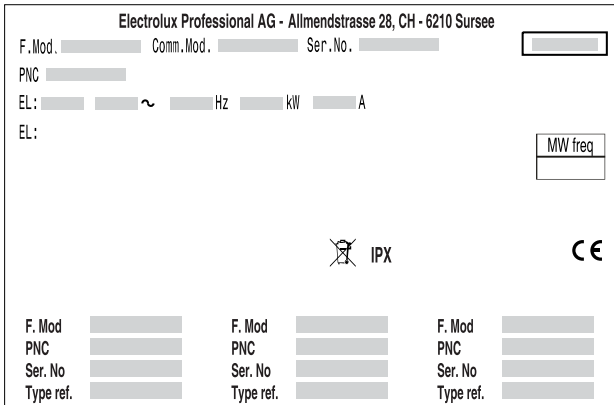 Electrolux Professional AG - Allmendstrasse 28, CH - 6210 Sursee
F.Mod. Comm.Mod. Ser.No.
PNC
EL: ~ Hz kW A
EL:
MW freq
IPX CE
F. Mod F. Mod F. Mod
PNC PNC PNC
Ser. No Ser. No Ser. No
Type ref. Type ref. Type ref.